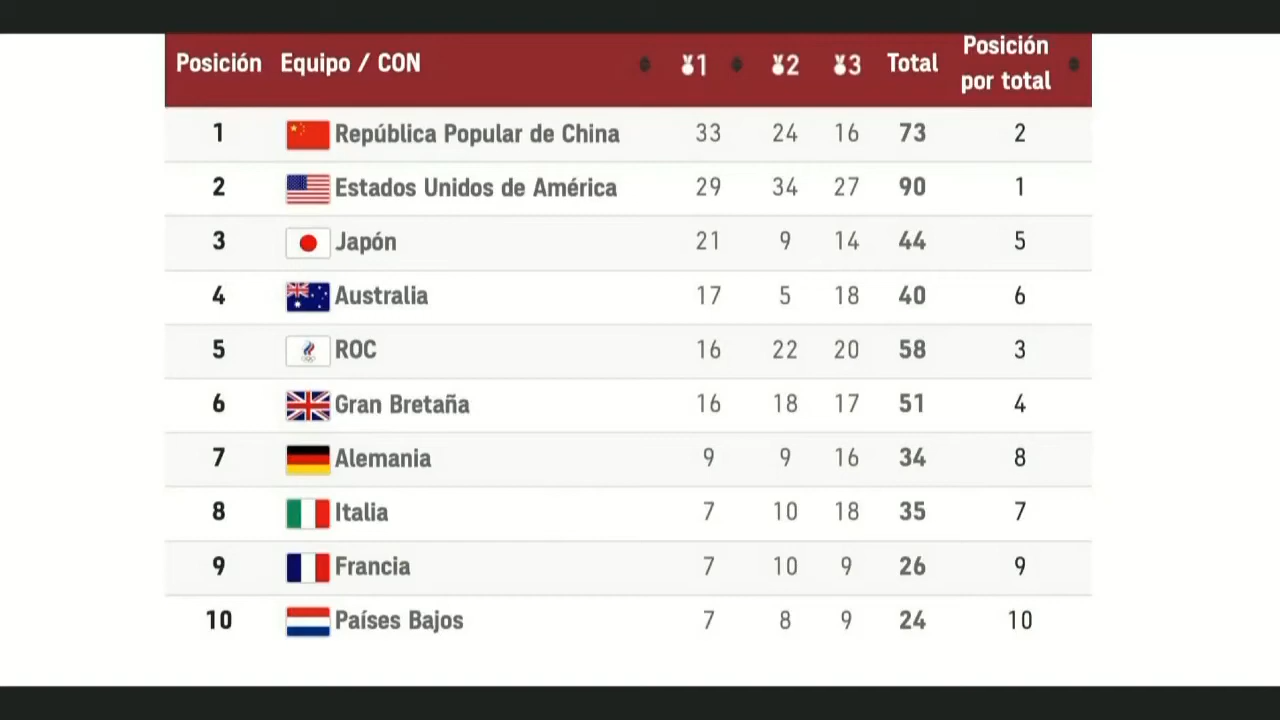 Posición Equipo / CON 1 2 3 Total Posición por total
1 República Popular de China 33 24 16 73 2
2 Estados Unidos de América 29 34 27 90 1
3 Japón 21 9 14 44 5
4 Australia 17 5 18 40 6
5 ROC 16 22 20 58 3
6 Gran Bretaña 16 18 17 51 4
7 Alemania 9 9 16 34 8
8 Italia 7 10 18 35 7
9 Francia 7 10 9 26 9
10 Países Bajos 7 8 9 24 10